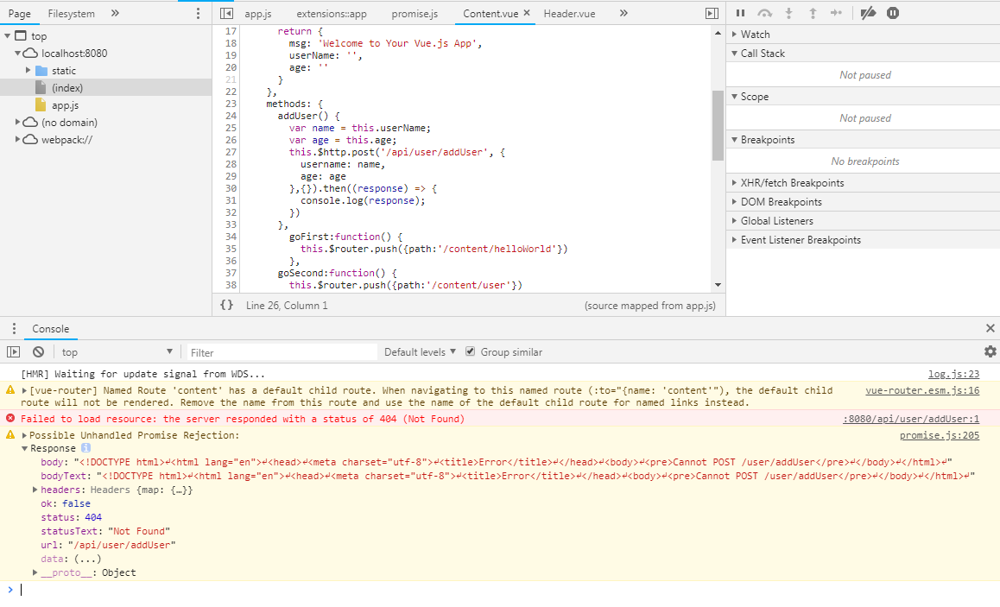 Page
Filesystem
top
localhost:8080
static
(index)
app.js
(no domain)
webpack://
app.js
extensions::app
promise.js
Content.vue
Header.vue
17 return {
18 msg: 'Welcome to Your Vue.js App',
19 userName: '',
20 age: ''
21 }
22 },
23 methods: {
24 addUser() {
25 var name = this.userName;
26 var age = this.age;
27 this.$http.post('/api/user/addUser', {
28 username: name,
29 age: age
30 },{}).then((response) => {
31 console.log(response);
32 })
33 },
34 goFirst:function() {
35 this.$router.push({path:'/content/helloWorld'})
36 },
37 goSecond:function() {
38 this.$router.push({path:'/content/user'})
{} Line 26, Column 1
(source mapped from app.js)
Watch
Call Stack
Not paused
Scope
Not paused
Breakpoints
No breakpoints
XHR/fetch Breakpoints
DOM Breakpoints
Global Listeners
Event Listener Breakpoints
Console
top
Filter
Default levels
Group similar
[HMR] Waiting for update signal from WDS... log.js:23
[vue-router] Named Route 'content' has a default child route. When navigating to this named route (:to="{name: 'content'"), the default child vue-router.esm.js:16
route will not be rendered. Remove the name from this route and use the name of the default child route for named links instead.
Failed to load resource: the server responded with a status of 404 (Not Found) :8080/api/user/addUser:1
Possible Unhandled Promise Rejection: promise.js:205
Response i
body: "<!DOCTYPE html>↵<html lang="en">↵<head>↵<meta charset="utf-8">↵<title>Error</title>↵</head>↵<body>↵<pre>Cannot POST /user/addUser</pre>↵</body>↵</html>↵"
bodyText: "<!DOCTYPE html>↵<html lang="en">↵<head>↵<meta charset="utf-8">↵<title>Error</title>↵</head>↵<body>↵<pre>Cannot POST /user/addUser</pre>↵</body>↵</html>↵"
headers: Headers {map: {…}}
ok: false
status: 404
statusText: "Not Found"
url: "/api/user/addUser"
data: (...)
__proto__: Object